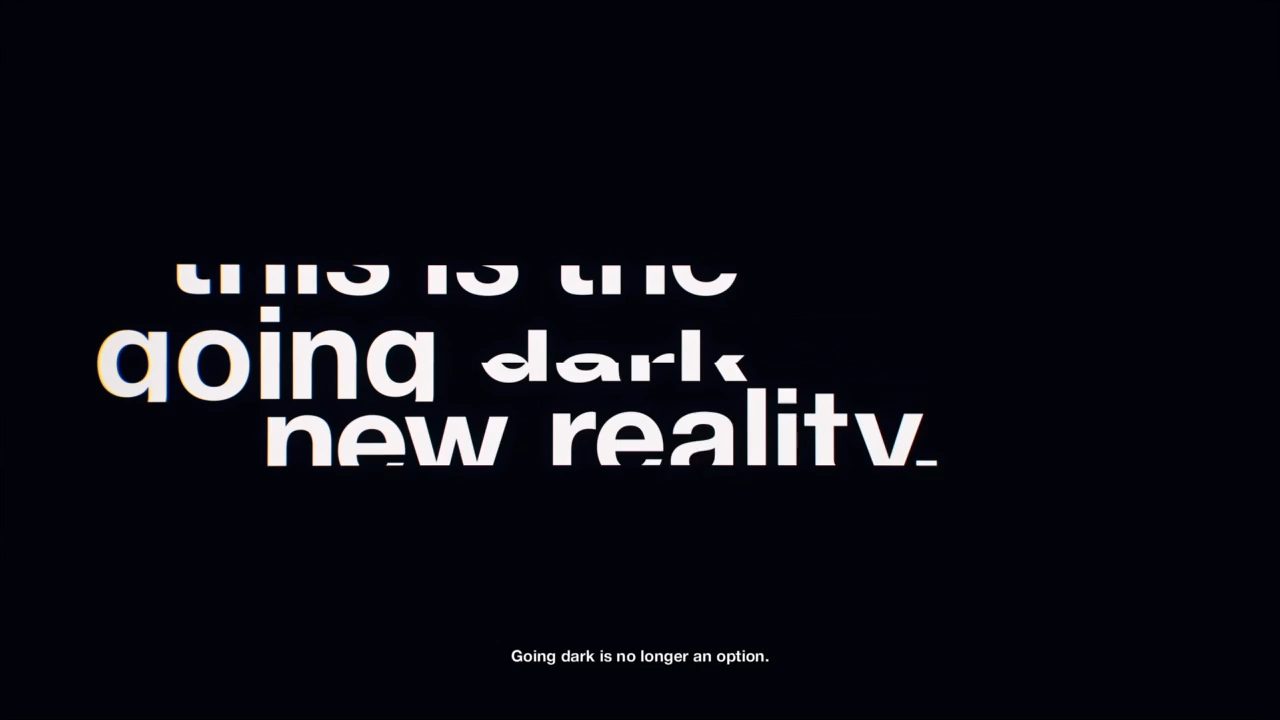 this is the
going dark
new reality.
Going dark is no longer an option.